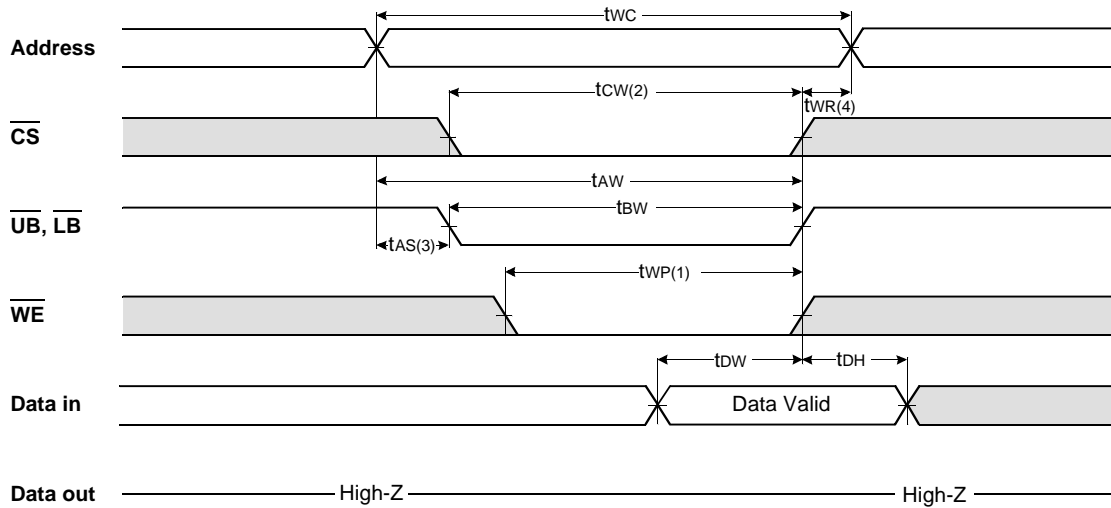 tWC
Address
tCW(2)
tWR(4)
CS
tAW
UB, LB
tBW
tAS(3)
tWP(1)
WE
tDW
tDH
Data in
Data Valid
Data out
High-Z
High-Z